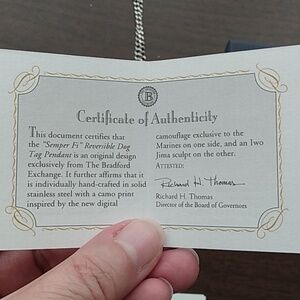 B
Certificate of Authenticity
This document certifies that
the "Semper Fi" Reversible Dog
Tag Pendant is an original design
exclusively from The Bradford
Exchange. It further affirms that it
is individually hand-crafted in solid
stainless steel with a camo print
inspired by the new digital
camouflage exclusive to the
Marines on one side, and an Iwo
Jima sculpt on the other.
ATTESTED:
Richard H. Thomas
Richard H. Thomas
Director of the Board of Governors